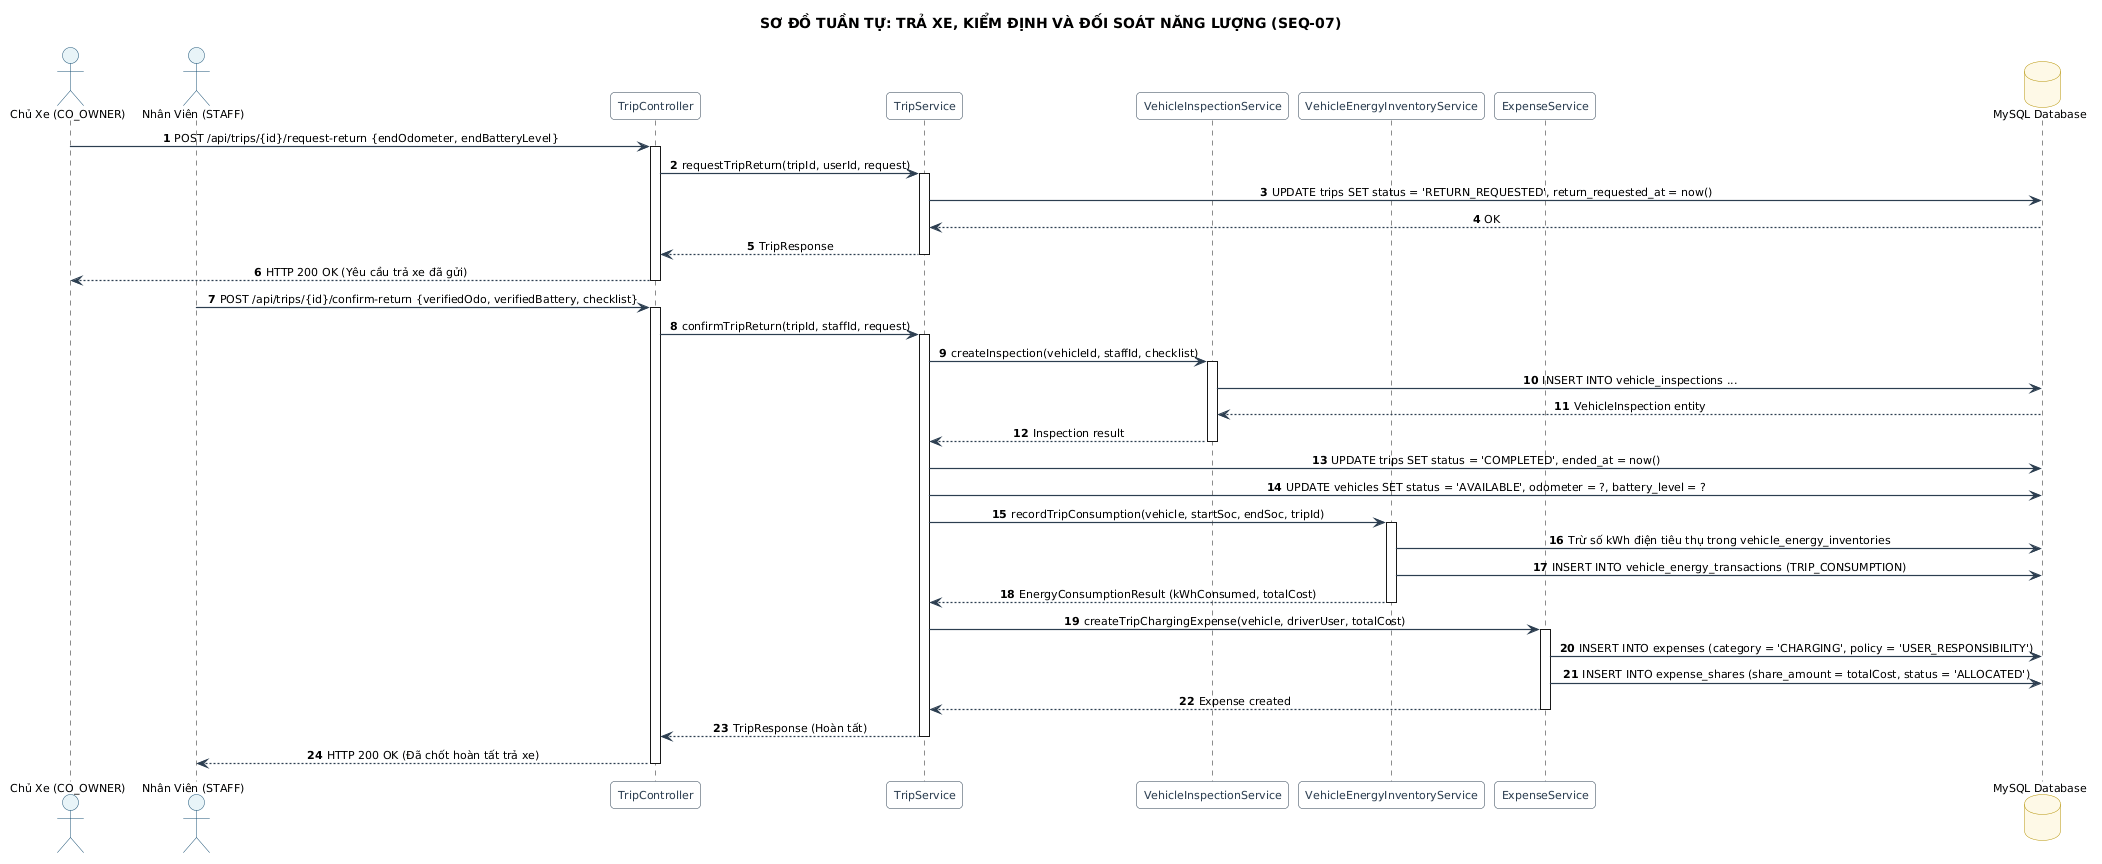 SƠ ĐỒ TUẦN TỰ: TRẢ XE, KIỂM ĐỊNH VÀ ĐỐI SOÁT NĂNG LƯỢNG (SEQ-07)
Chủ Xe (CO_OWNER)
Nhân Viên (STAFF)
TripController
TripService
VehicleInspectionService
VehicleEnergyInventoryService
ExpenseService
MySQL Database
1 POST /api/trips/{id}/request-return {endOdometer, endBatteryLevel}
2 requestTripReturn(tripId, userId, request)
3 UPDATE trips SET status = 'RETURN_REQUESTED', return_requested_at = now()
4 OK
5 TripResponse
6 HTTP 200 OK (Yêu cầu trả xe đã gửi)
7 POST /api/trips/{id}/confirm-return {verifiedOdo, verifiedBattery, checklist}
8 confirmTripReturn(tripId, staffId, request)
9 createInspection(vehicleId, staffId, checklist)
10 INSERT INTO vehicle_inspections ...
11 VehicleInspection entity
12 Inspection result
13 UPDATE trips SET status = 'COMPLETED', ended_at = now()
14 UPDATE vehicles SET status = 'AVAILABLE', odometer = ?, battery_level = ?
15 recordTripConsumption(vehicle, startSoc, endSoc, tripId)
16 Trừ số kWh điện tiêu thụ trong vehicle_energy_inventories
17 INSERT INTO vehicle_energy_transactions (TRIP_CONSUMPTION)
18 EnergyConsumptionResult (kWhConsumed, totalCost)
19 createTripChargingExpense(vehicle, driverUser, totalCost)
20 INSERT INTO expenses (category = 'CHARGING', policy = 'USER_RESPONSIBILITY')
21 INSERT INTO expense_shares (share_amount = totalCost, status = 'ALLOCATED')
22 Expense created
23 TripResponse (Hoàn tất)
24 HTTP 200 OK (Đã chốt hoàn tất trả xe)
Chủ Xe (CO_OWNER)
Nhân Viên (STAFF)
TripController
TripService
VehicleInspectionService
VehicleEnergyInventoryService
ExpenseService
MySQL Database